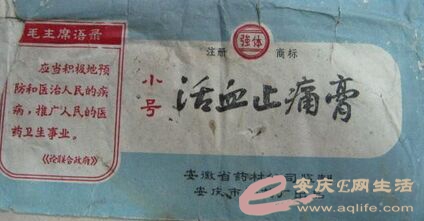 毛主席语录
应当积极地预
防和医治人民的疾
病，推广人民的医
药卫生事业。
《论联合政府》
注册 强体 商标
小号
活血止痛膏
安徽省药材公司监制
安庆市
安庆E网生活
www.aqlife.com